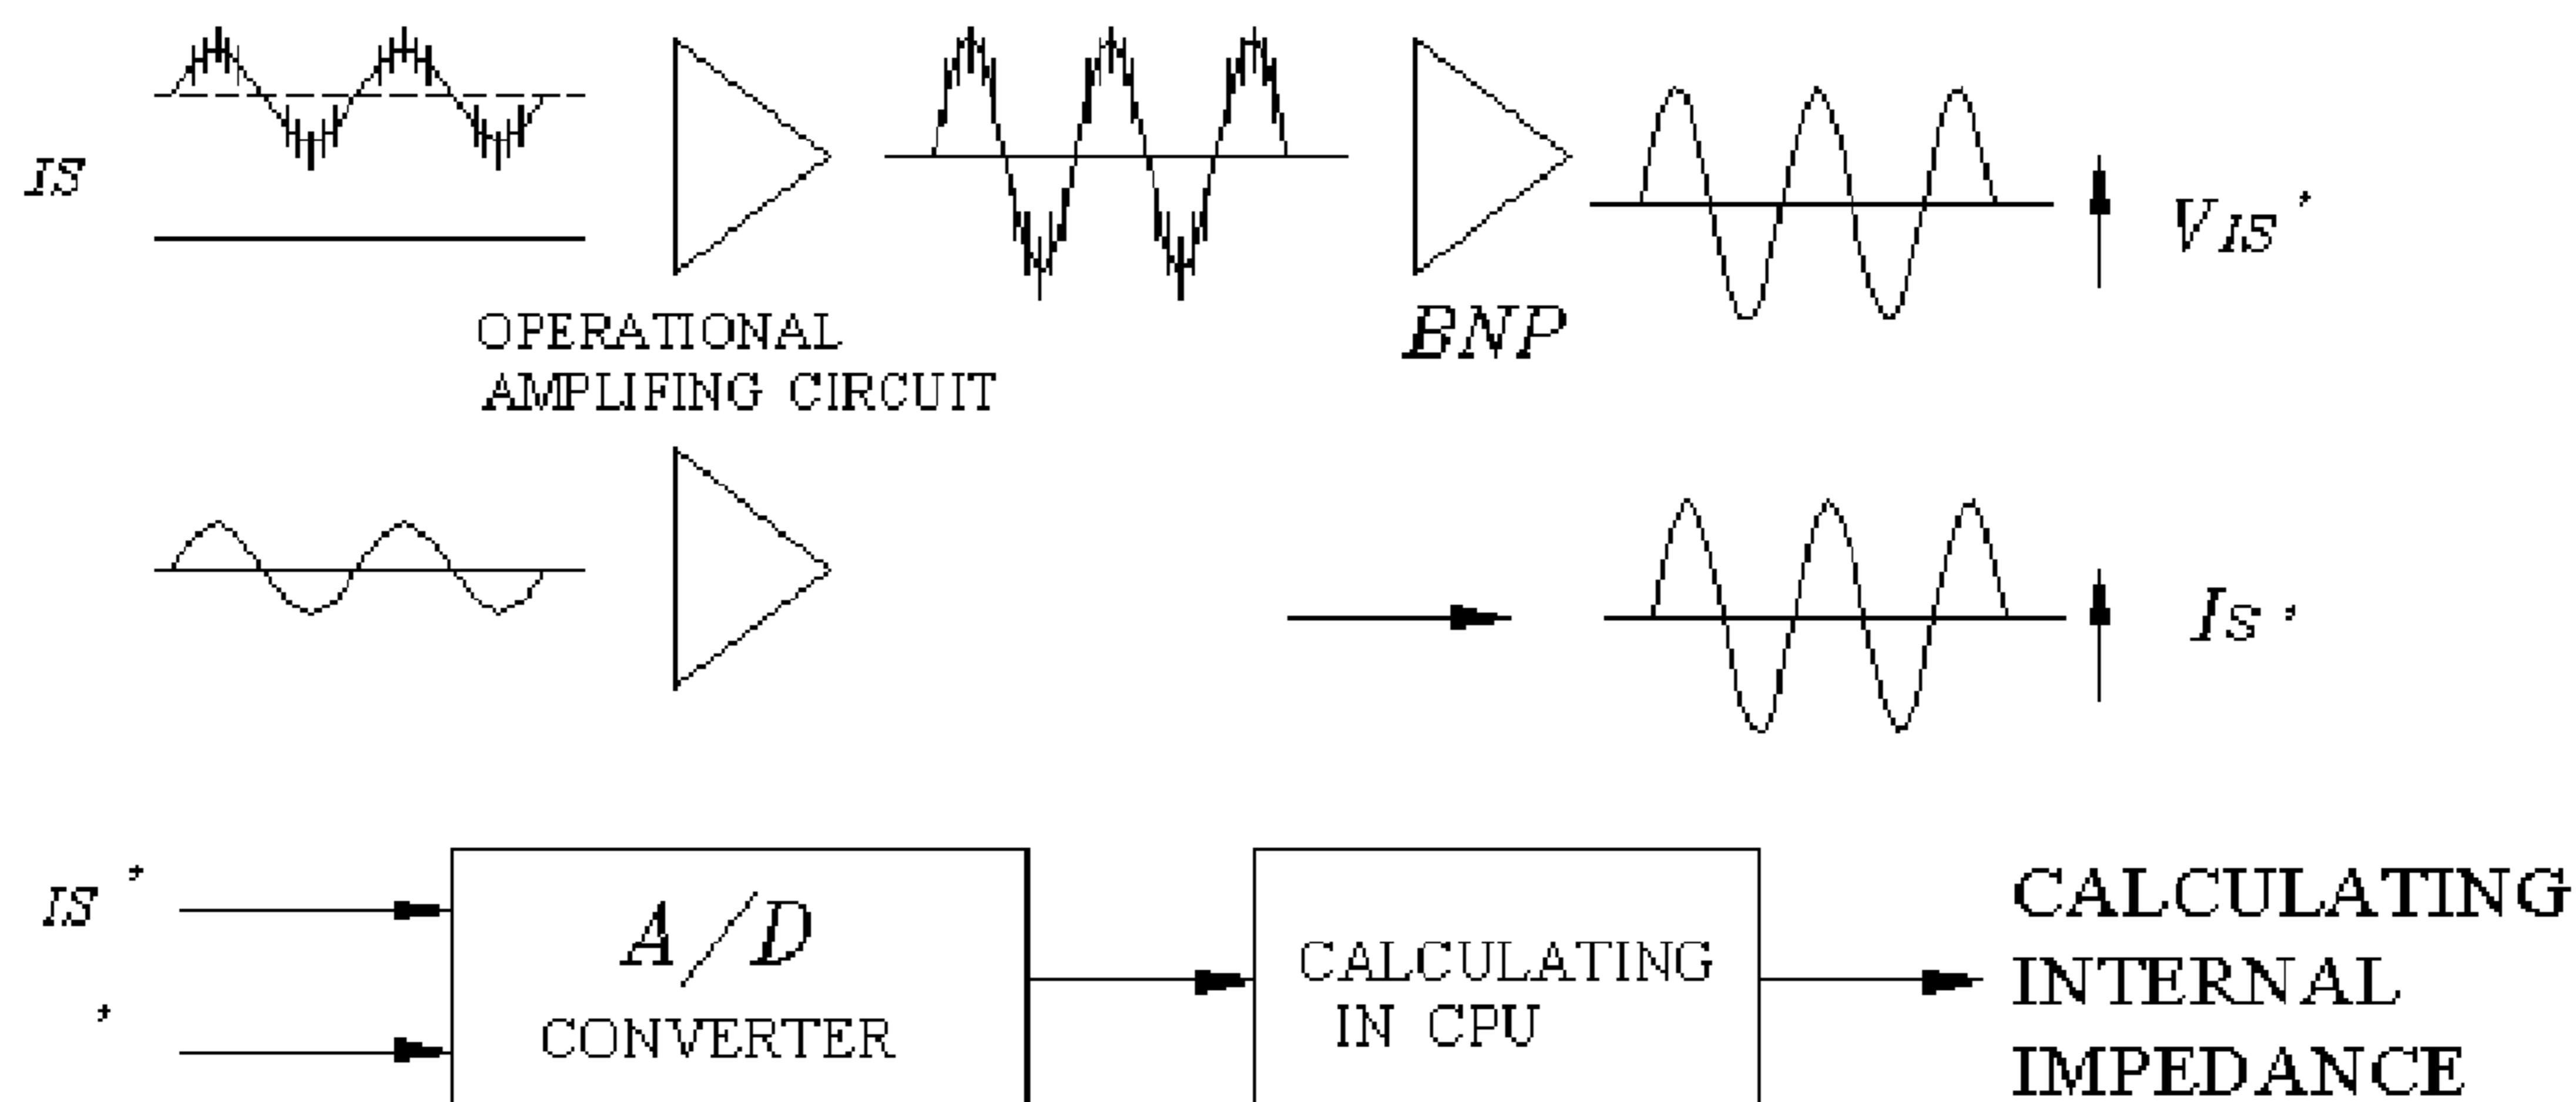 IS
OPERATIONAL
AMPLIFING CIRCUIT
BNP
VIS'
IS'
IS'
'
A/D
CONVERTER
CALCULATING
IN CPU
CALCULATING
INTERNAL
IMPEDANCE